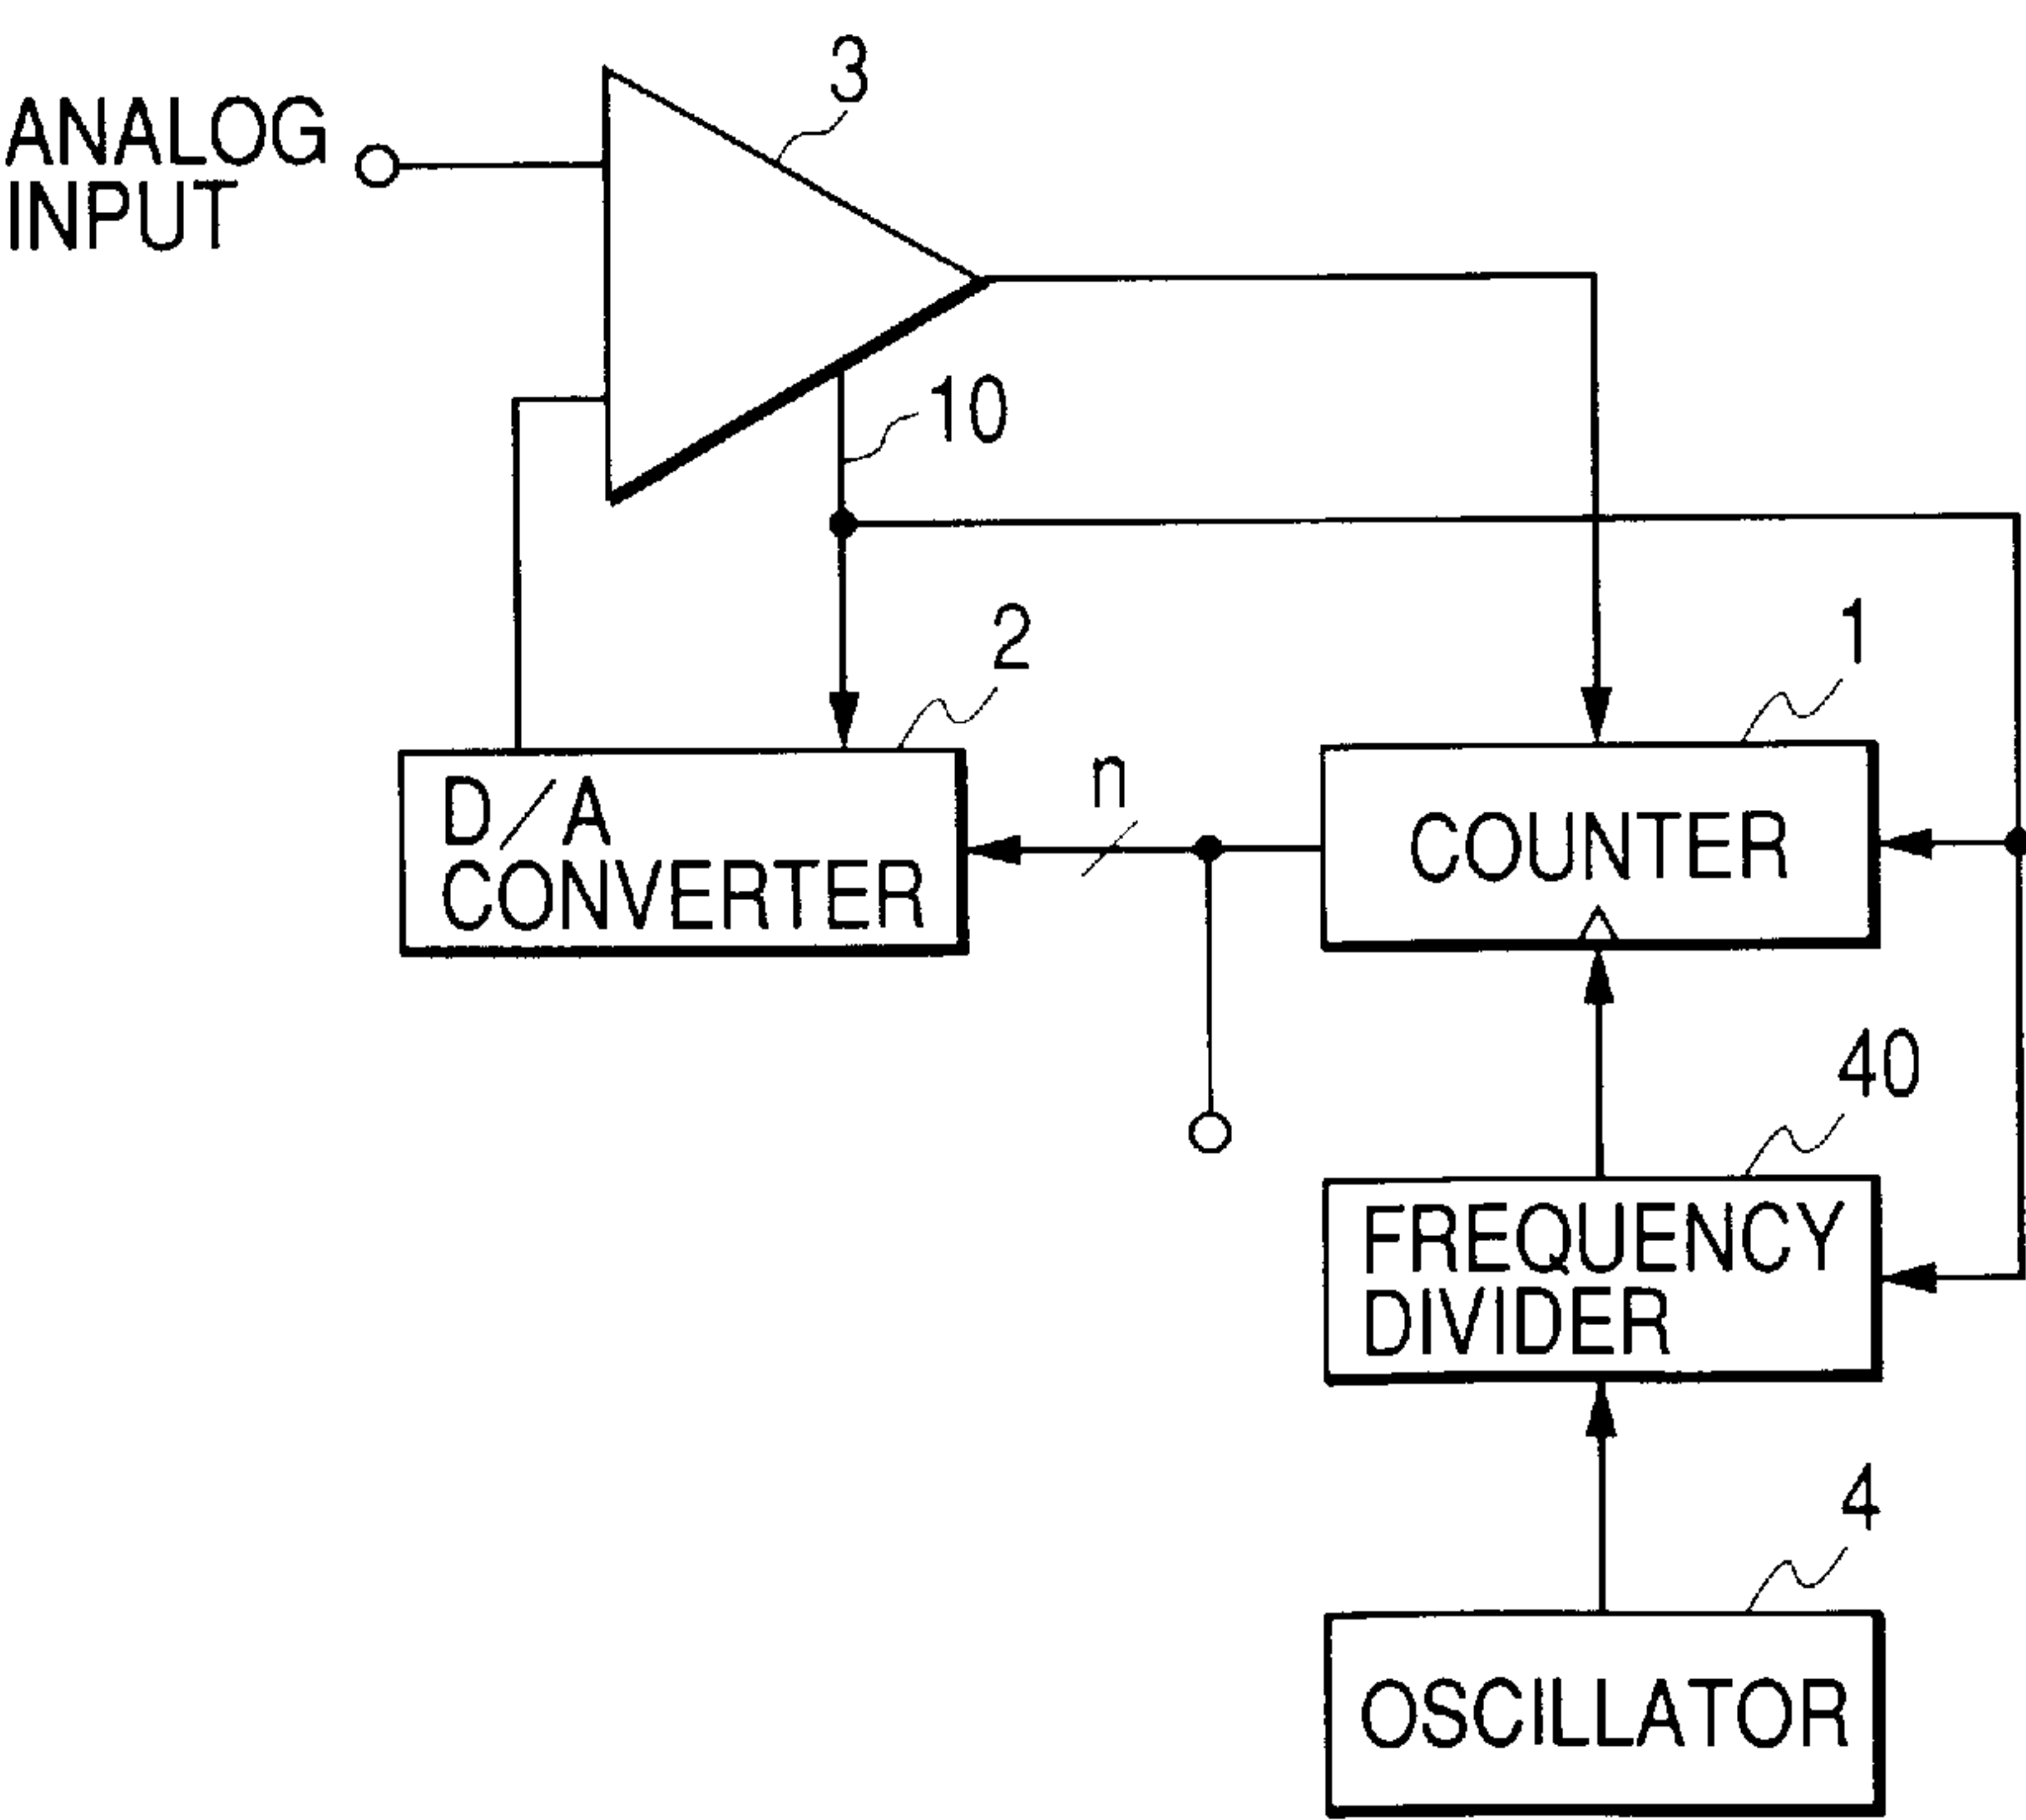 3
ANALOG
INPUT
10
2
1
n
D/A
CONVERTER
COUNTER
40
FREQUENCY
DIVIDER
4
OSCILLATOR